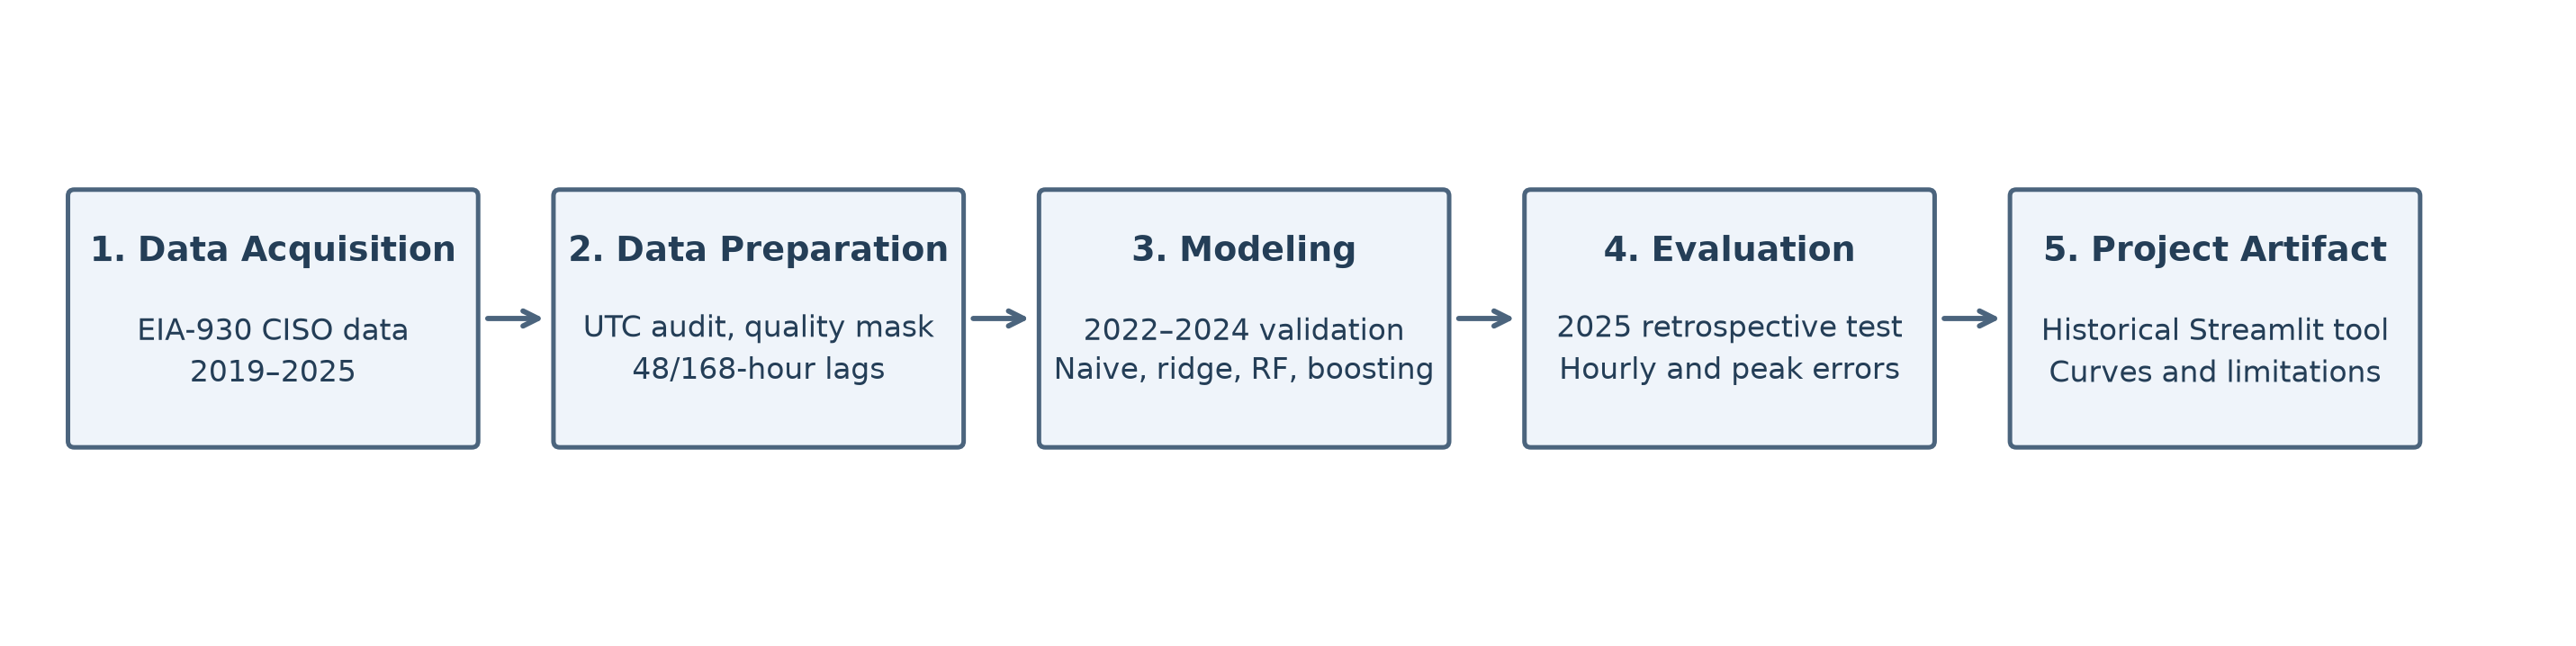 1. Data Acquisition
EIA-930 CISO data
2019–2025
2. Data Preparation
UTC audit, quality mask
48/168-hour lags
3. Modeling
2022–2024 validation
Naive, ridge, RF, boosting
4. Evaluation
2025 retrospective test
Hourly and peak errors
5. Project Artifact
Historical Streamlit tool
Curves and limitations